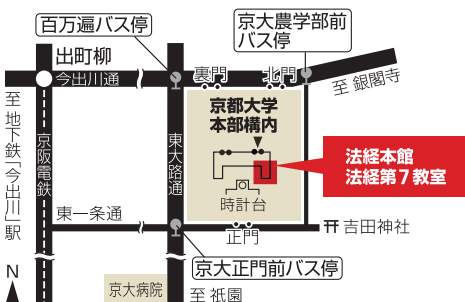 百万遍バス停
京大農学部前
バス停
出町柳
今出川通
裏門
北門
至 銀閣寺
至 地下鉄「今出川」駅
京阪電鉄
東大路通
京都大学
本部構内
法経本館
法経第7教室
時計台
東一条通
正門
吉田神社
京大正門前バス停
N
京大病院
至 祇園